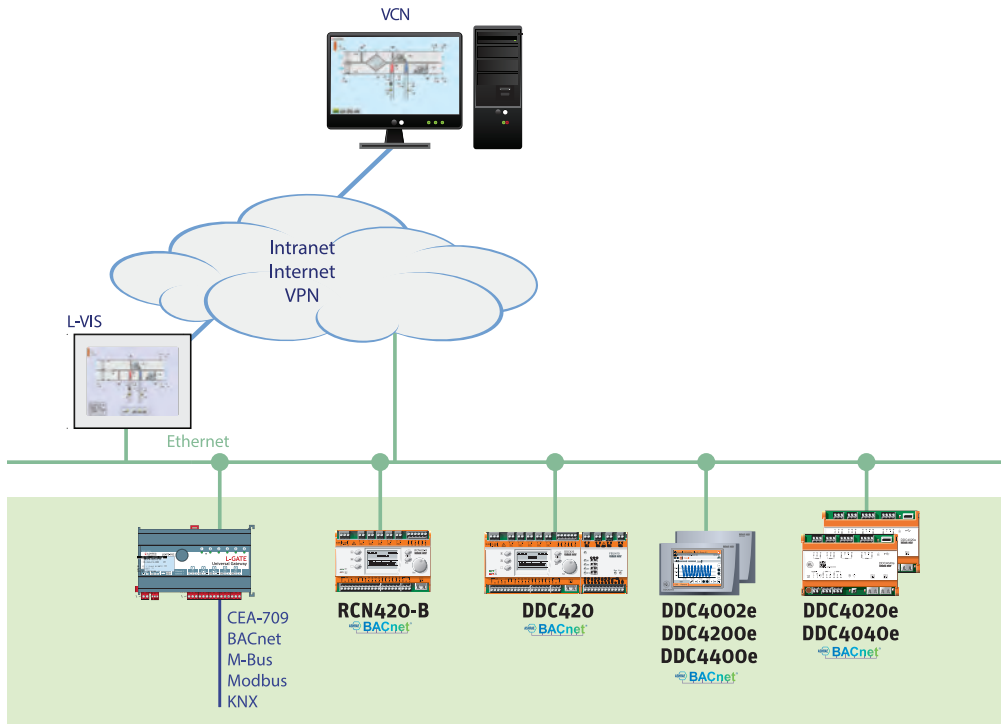 VCN
Intranet
Internet
VPN
L-VIS
Ethernet
L-GATE
Universal Gateway
CEA-709
BACnet
M-Bus
Modbus
KNX
RCN420-B
BACnet
DDC420
BACnet
DDC4002e
DDC4200e
DDC4400e
BACnet
DDC4020e
DDC4040e
BACnet